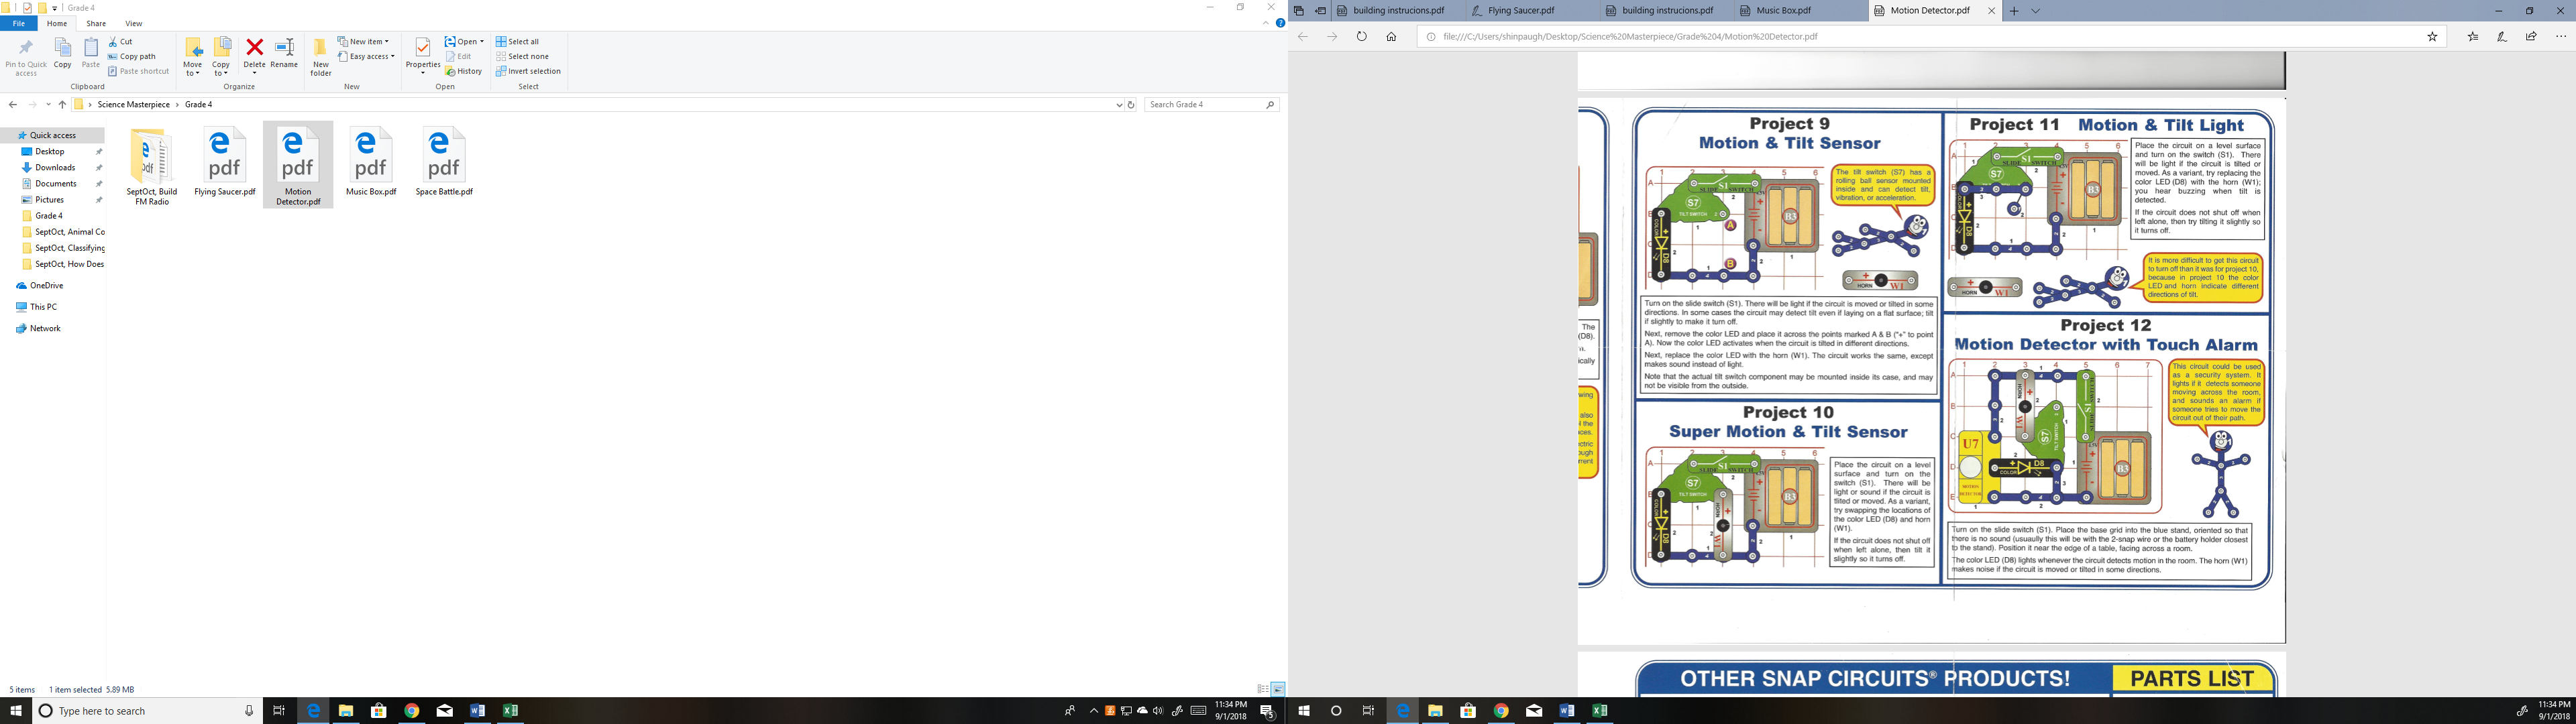 Grade 4
File
Home
Share
View
Pin to Quick access
Copy
Paste
Cut
Copy path
Paste shortcut
Clipboard
Move to
Copy to
Delete
Rename
Organize
New folder
New item
Easy access
New
Properties
Open
Edit
History
Open
Select all
Select none
Invert selection
Select
Science Masterpiece > Grade 4
Search Grade 4
Quick access
Desktop
Downloads
Documents
Pictures
Grade 4
SeptOct, Animal Co
SeptOct, Classifying
SeptOct, How Does
OneDrive
This PC
Network
SeptOct, Build FM Radio
Flying Saucer.pdf
Motion Detector.pdf
Music Box.pdf
Space Battle.pdf
5 items 1 item selected 5.89 MB
Type here to search
11:34 PM
9/1/2018
building instrucions.pdf
Flying Saucer.pdf
building instrucions.pdf
Music Box.pdf
Motion Detector.pdf
file:///C:/Users/shinpaugh/Desktop/Science%20Masterpiece/Grade%204/Motion%20Detector.pdf
Project 9
Motion & Tilt Sensor
The tilt switch (S7) has a
rolling ball sensor mounted
inside and can detect tilt,
vibration, or acceleration.
Turn on the slide switch (S1). There will be light if the circuit is moved or tilted in some
directions. In some cases the circuit may detect tilt even if laying on a flat surface; tilt
if slightly to make it turn off.
Next, remove the color LED and place it across the points marked A & B ("+" to point
A). Now the color LED activates when the circuit is tilted in different directions.
Next, replace the color LED with the horn (W1). The circuit works the same, except
makes sound instead of light.
Note that the actual tilt switch component may be mounted inside its case, and may
not be visible from the outside.
Project 10
Super Motion & Tilt Sensor
Place the circuit on a level
surface and turn on the
switch (S1). There will be
light or sound if the circuit is
tilted or moved. As a variant,
try swapping the locations of
the color LED (D8) and horn
(W1).
If the circuit does not shut off
when left alone, then tilt it
slightly so it turns off.
Project 11 Motion & Tilt Light
Place the circuit on a level surface
and turn on the switch (S1). There
will be light if the circuit is tilted or
moved. As a variant, try replacing the
color LED (D8) with the horn (W1);
you hear buzzing when tilt is
detected.
If the circuit does not shut off when
left alone, then try tilting it slightly so
it turns off.
It is more difficult to get this circuit
to turn off than it was for project 10,
because in project 10 the color
LED and horn indicate different
directions of tilt.
Project 12
Motion Detector with Touch Alarm
This circuit could be used
as a security system. It
lights if it detects someone
moving across the room,
and sounds an alarm if
someone tries to move the
circuit out of their path.
Turn on the slide switch (S1). Place the base grid into the blue stand, oriented so that
there is no sound (usuaully this will be with the 2-snap wire or the battery holder closest
to the stand). Position it near the edge of a table, facing across a room.
The color LED (D8) lights whenever the circuit detects motion in the room. The horn (W1)
makes noise if the circuit is moved or tilted in some directions.
OTHER SNAP CIRCUITS® PRODUCTS!
PARTS LIST
11:34 PM
9/1/2018